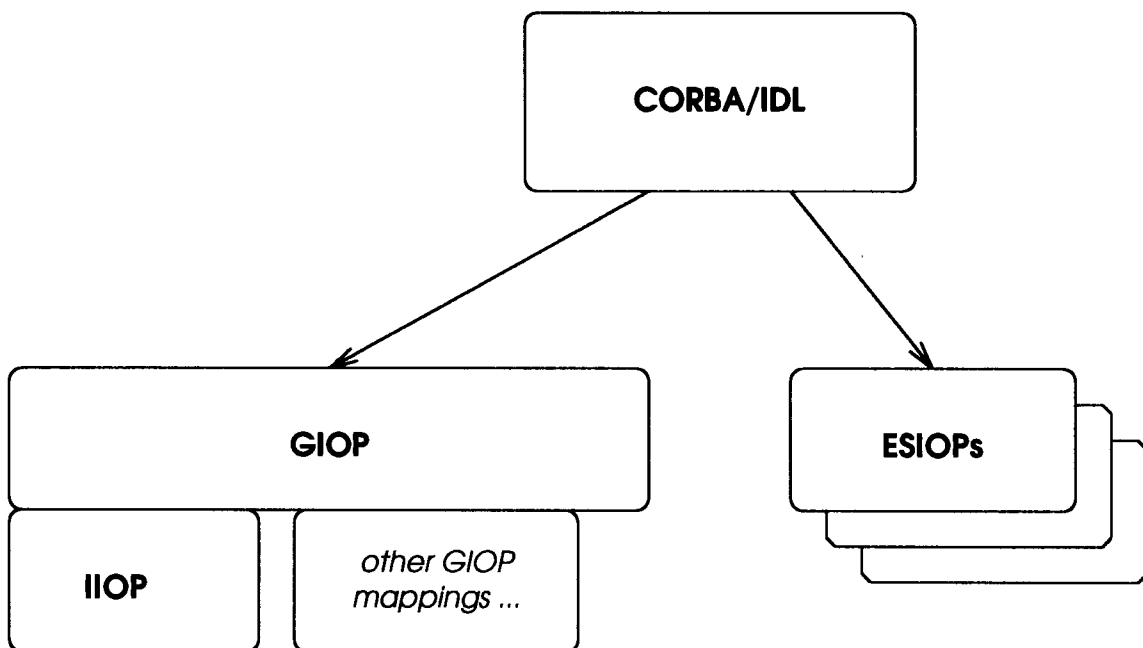 CORBA/IDL
GIOP
ESIOPs
IIOP
other GIOP
mappings ...